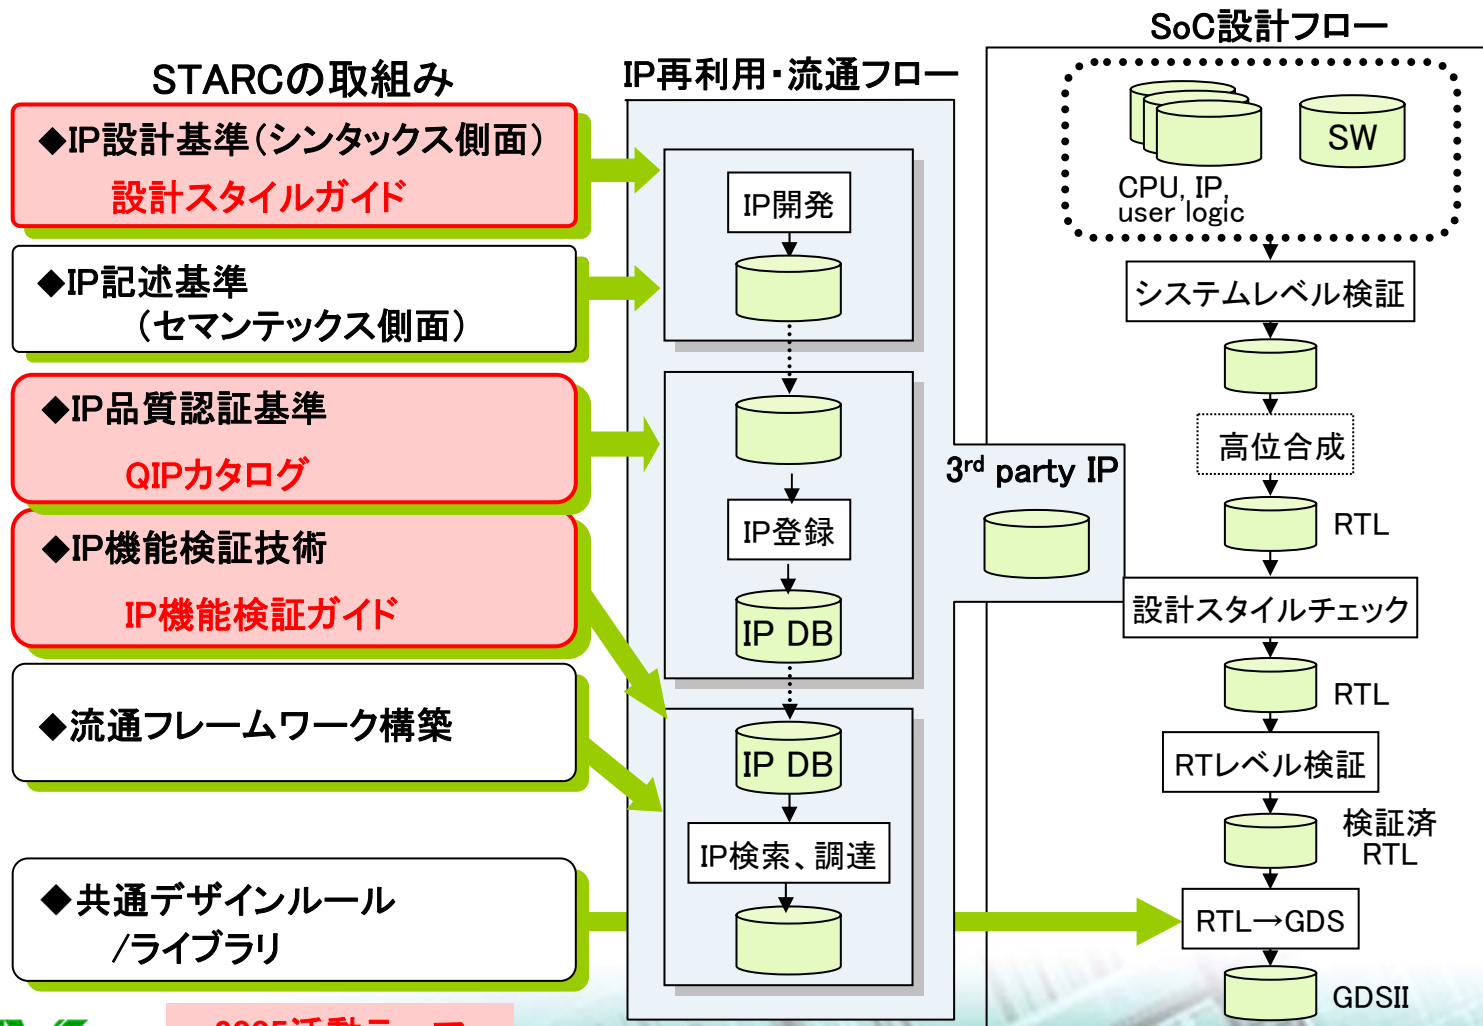 SoC設計フロー
STARCの取組み
IP再利用・流通フロー
◆IP設計基準（シンタックス側面）
設計スタイルガイド
◆IP記述基準
（セマンテックス側面）
◆IP品質認証基準
QIPカタログ
◆IP機能検証技術
IP機能検証ガイド
◆流通フレームワーク構築
◆共通デザインルール
/ライブラリ
IP開発
IP登録
IP DB
IP DB
IP検索、調達
3rd party IP
SW
CPU, IP,
user logic
システムレベル検証
高位合成
RTL
設計スタイルチェック
RTL
RTレベル検証
検証済
RTL
RTL→GDS
GDSII